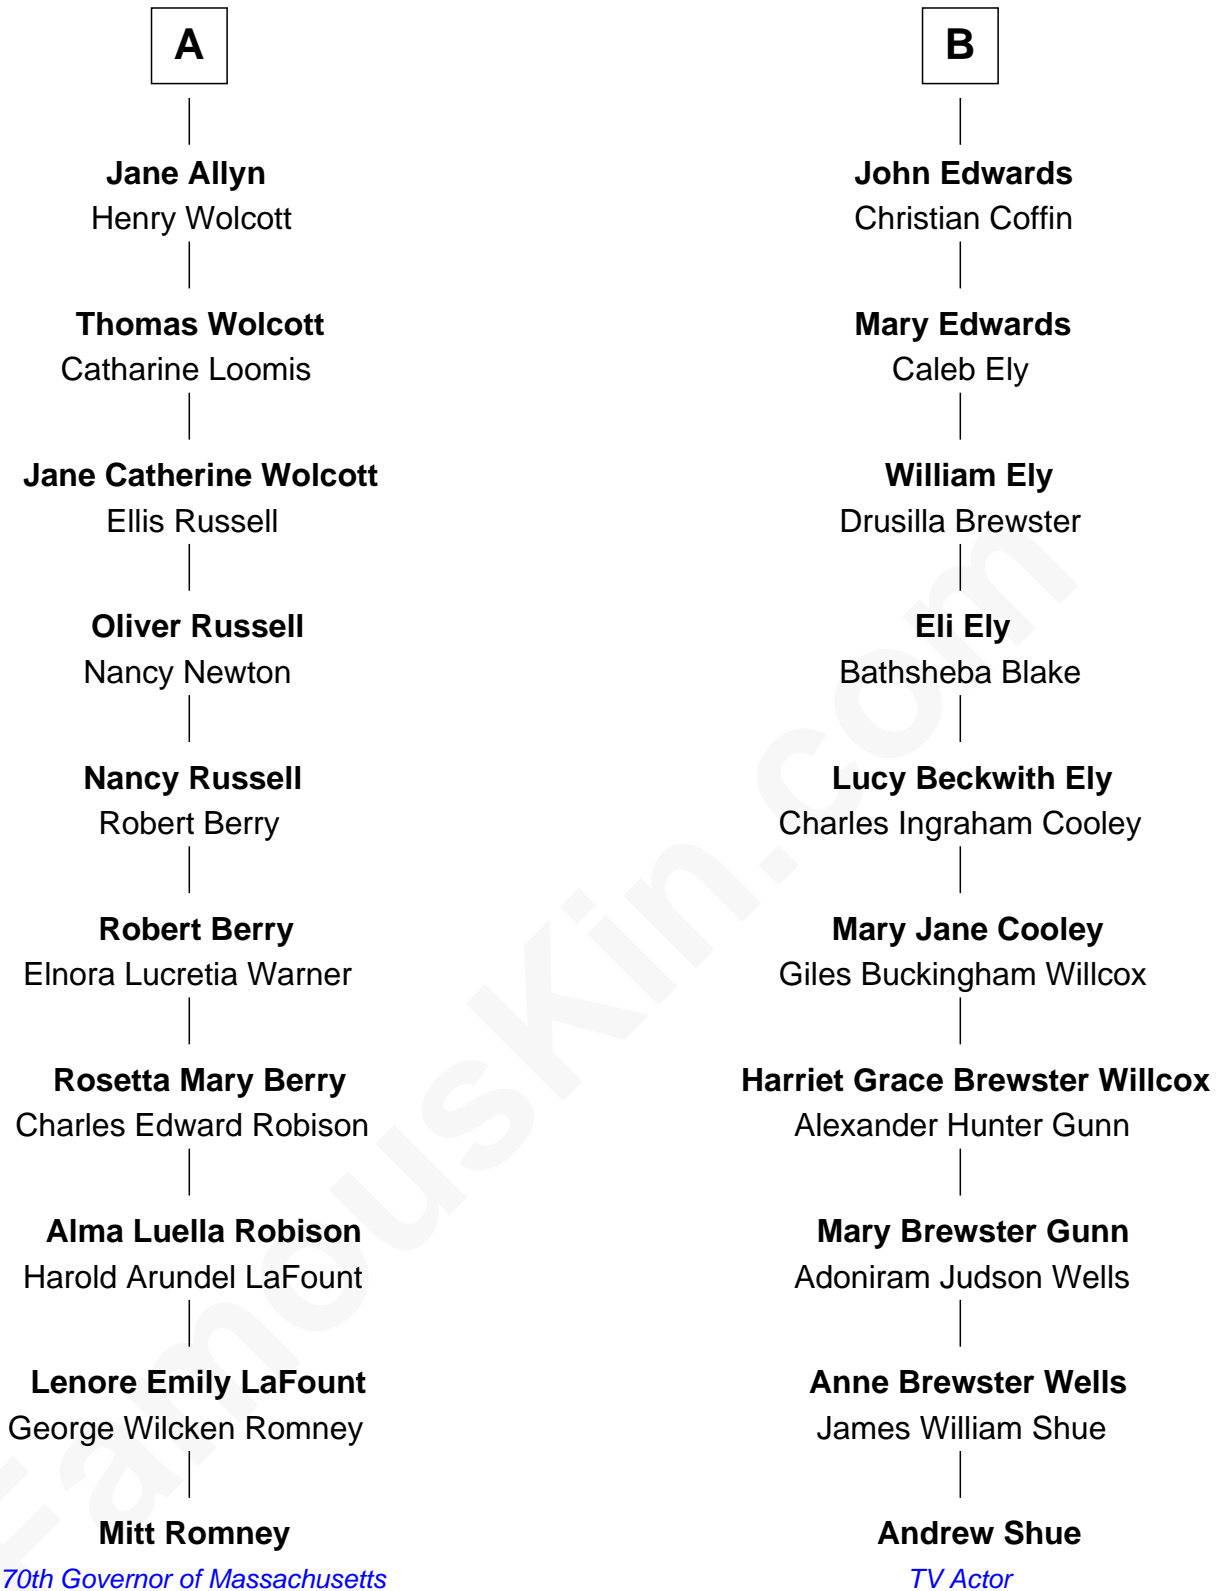 A
Jane Allyn
Henry Wolcott
Thomas Wolcott
Catharine Loomis
Jane Catherine Wolcott
Ellis Russell
Oliver Russell
Nancy Newton
Nancy Russell
Robert Berry
Robert Berry
Elnora Lucretia Warner
Rosetta Mary Berry
Charles Edward Robison
Alma Luella Robison
Harold Arundel LaFount
Lenore Emily LaFount
George Wilcken Romney
Mitt Romney
70th Governor of Massachusetts
B
John Edwards
Christian Coffin
Mary Edwards
Caleb Ely
William Ely
Drusilla Brewster
Eli Ely
Bathsheba Blake
Lucy Beckwith Ely
Charles Ingraham Cooley
Mary Jane Cooley
Giles Buckingham Willcox
Harriet Grace Brewster Willcox
Alexander Hunter Gunn
Mary Brewster Gunn
Adoniram Judson Wells
Anne Brewster Wells
James William Shue
Andrew Shue
TV Actor
FamousKin.com